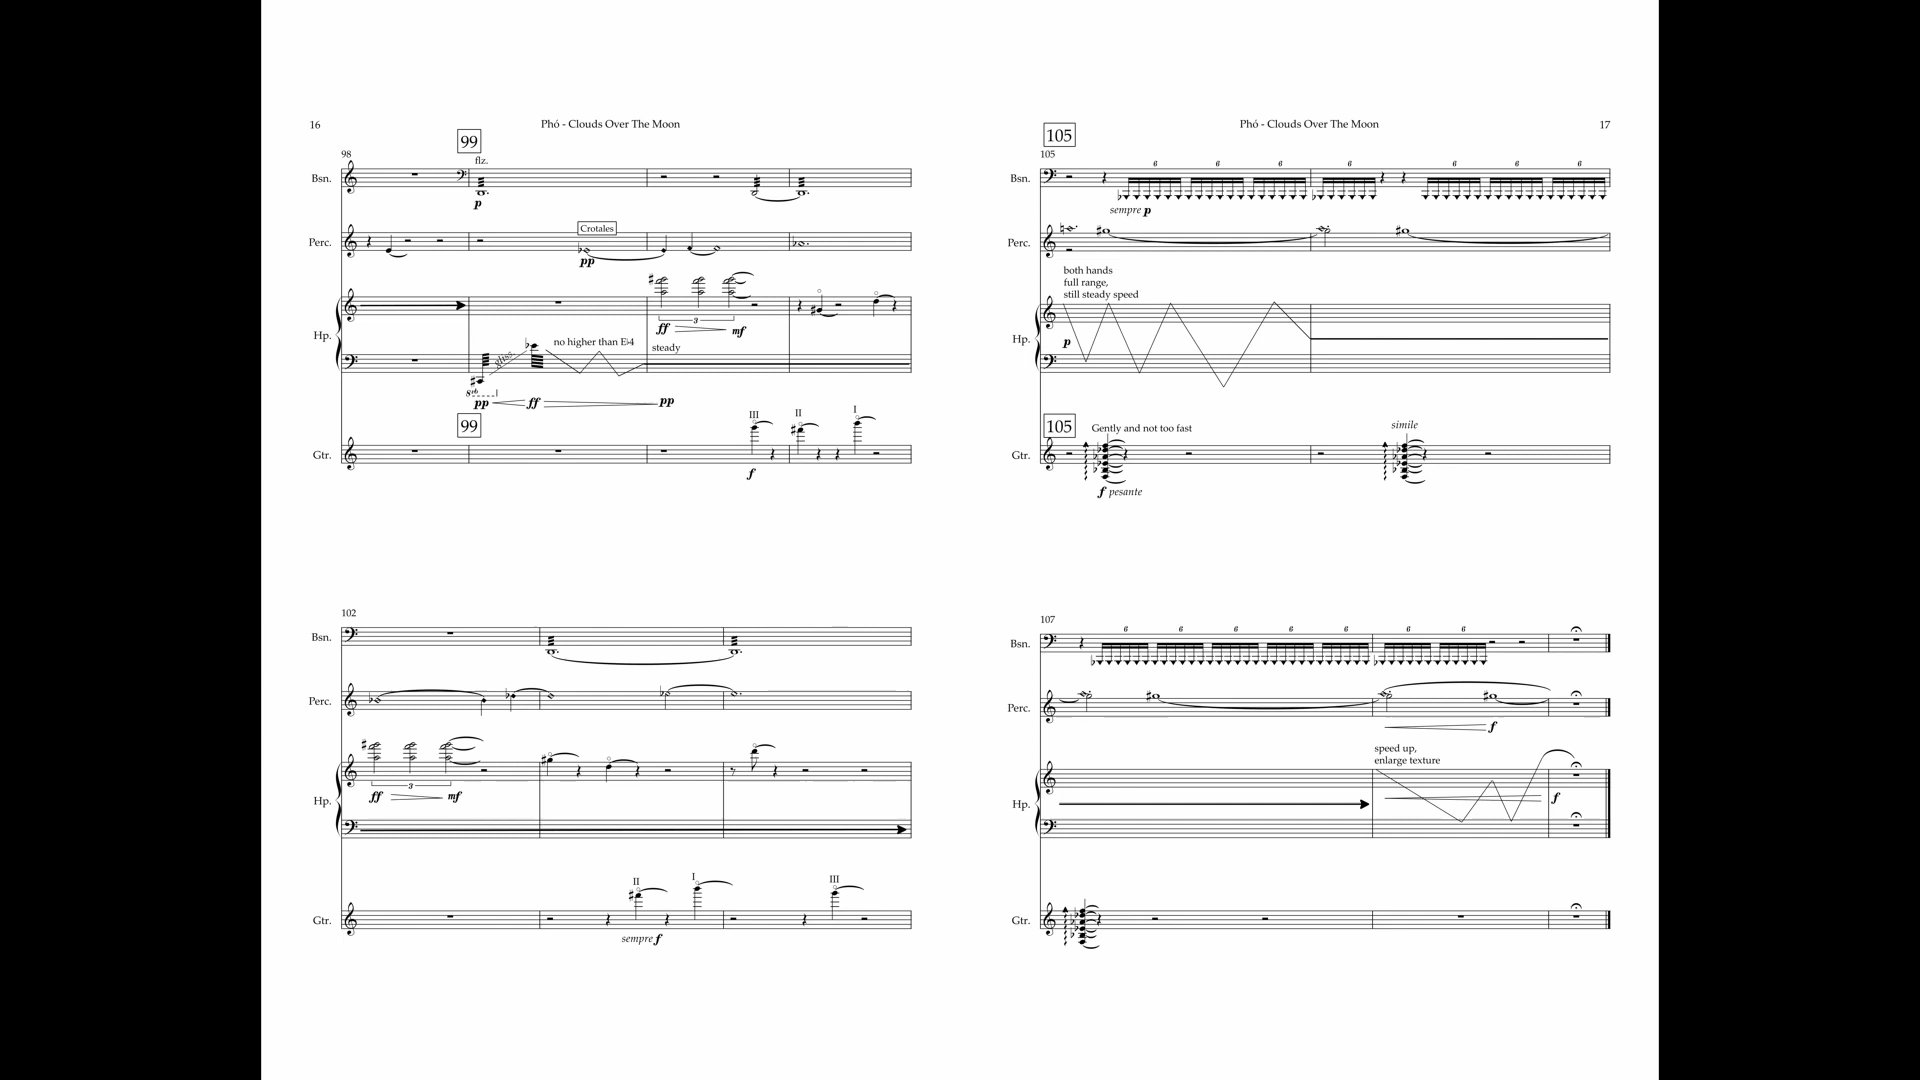 16
Phó - Clouds Over The Moon
99
98
flz.
Bsn.
p
Perc.
Crotales
pp
Hp.
3
ff
mf
gliss.
no higher than E♭4
steady
8vb
pp
ff
pp
99
III
II
I
Gtr.
f
102
Bsn.
Perc.
Hp.
3
ff
mf
II
I
III
Gtr.
sempre f
Phó - Clouds Over The Moon
17
105
105
6 6 6 6 6 6 6
Bsn.
sempre p
Perc.
both hands
full range,
still steady speed
Hp.
p
105
Gently and not too fast
simile
Gtr.
f pesante
107
6 6 6 6 6 6 6
Bsn.
Perc.
f
speed up,
enlarge texture
Hp.
f
Gtr.